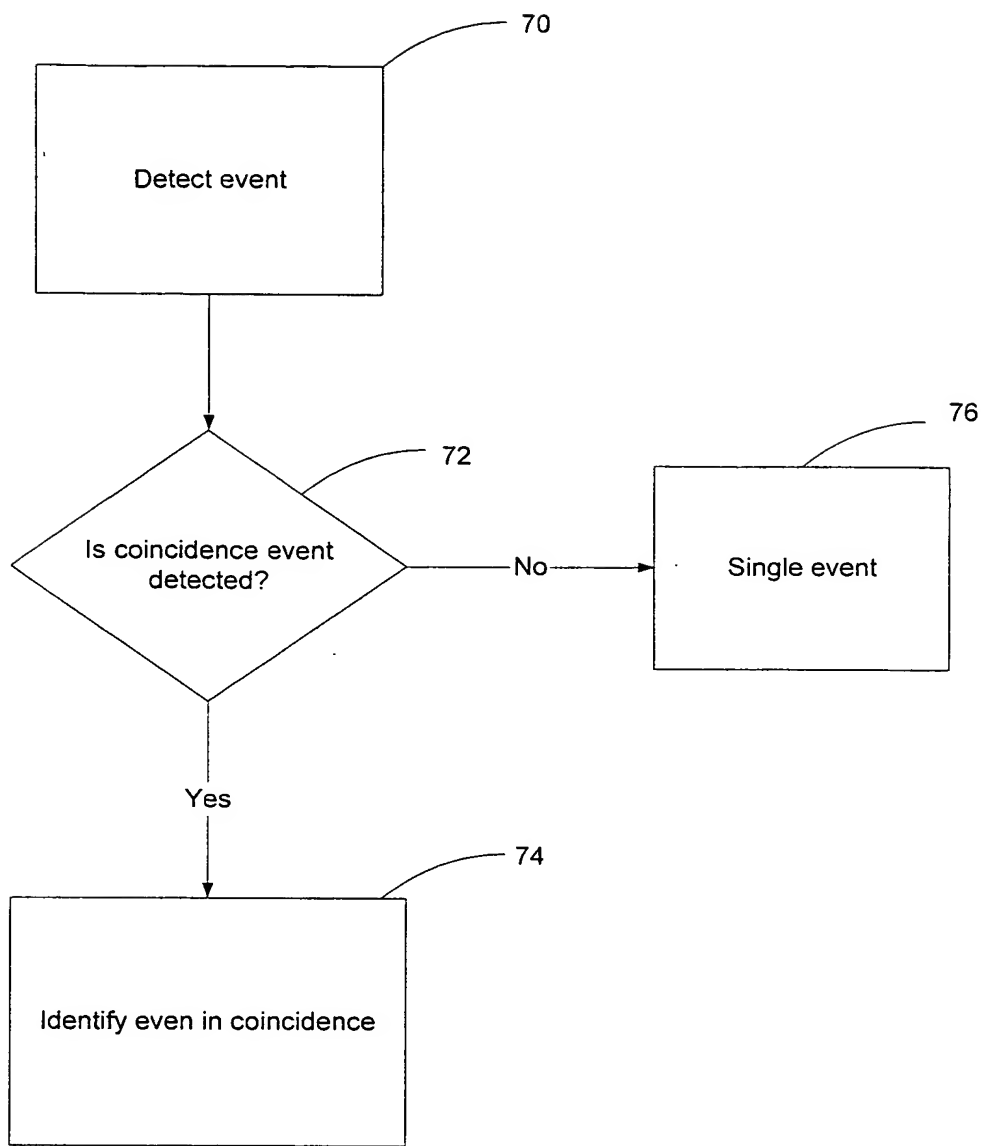 70
Detect event
72
Is coincidence event
detected?
No
76
Single event
Yes
74
Identify even in coincidence